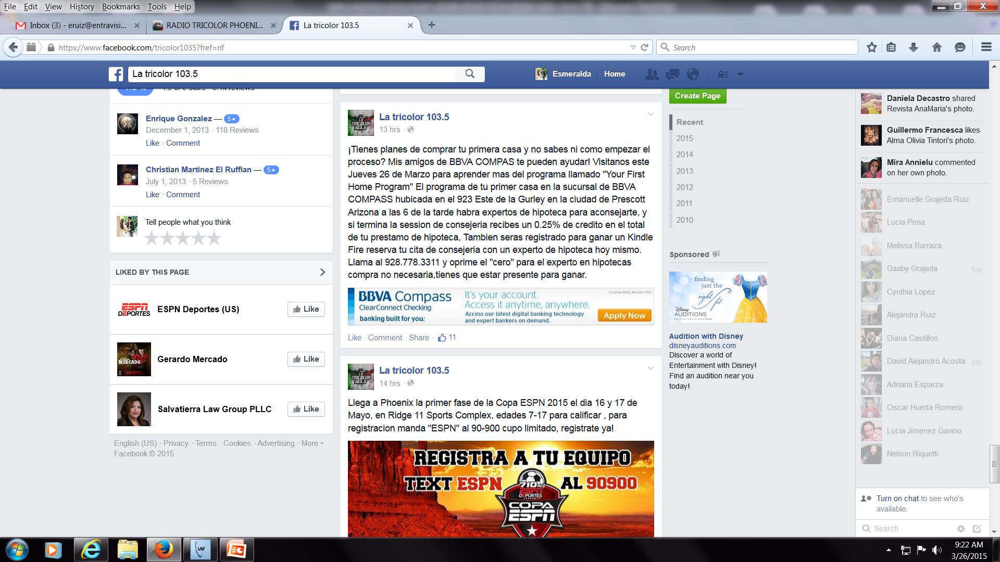 File Edit View History Bookmarks Tools Help
Inbox (3) - eruiz@entravisi...
RADIO TRICOLOR PHOENI...
La tricolor 103.5
https://www.facebook.com/tricolor1035?fref=nf
Search
La tricolor 103.5
Esmeralda
Home
Enrique Gonzalez — 5★
December 1, 2013 · 118 Reviews
Like · Comment
Christian Martinez El Ruffian — 5★
July 1, 2013 · 5 Reviews
Like · Comment
Tell people what you think
LIKED BY THIS PAGE
ESPN DEPORTES
ESPN Deportes (US)
Like
MERCADO
Gerardo Mercado
Like
Salvatierra Law Group PLLC
Like
English (US) · Privacy · Terms · Cookies · Advertising · More
Facebook © 2015
LA TRICOLOR 103.5
La tricolor 103.5
13 hrs ·
¡Tienes planes de comprar tu primera casa y no sabes ni como empezar el
proceso? Mis amigos de BBVA COMPAS te pueden ayudar! Visitanos este
Jueves 26 de Marzo para aprender mas del programa llamado "Your First
Home Program" El programa de tu primer casa en la sucursal de BBVA
COMPASS hubicada en el 923 Este de la Gurley en la ciudad de Prescott
Arizona a las 6 de la tarde habra expertos de hipoteca para aconsejarte, y
si termina la session de consejeria recibes un 0.25% de credito en el total
de tu prestamo de hipoteca, Tambien seras registrado para ganar un Kindle
Fire reserva tu cita de consejeria con un experto de hipoteca hoy mismo.
Llama al 928.778.3311 y oprime el "cero" para el experto en hipotecas
compra no necesaria,tienes que estar presente para ganar.
BBVA Compass
ClearConnect Checking
banking built for you:
It's your account.
Access it anytime, anywhere.
Access our latest digital banking technology
and expert bankers on demand.
Compass Bank, Member FDIC
Apply Now
Like · Comment · Share · 11
LA TRICOLOR 103.5
La tricolor 103.5
14 hrs ·
Llega a Phoenix la primer fase de la Copa ESPN 2015 el dia 16 y 17 de
Mayo, en Ridge 11 Sports Complex, edades 7-17 para calificar , para
registracion manda "ESPN" al 90-900 cupo limitado, registrate ya!
REGISTRA A TU EQUIPO
TEXT ESPN AL 90900
710AM
ESPN
DEPORTES
PRESENTA
COPA
ESPN
Create Page
Recent
2015
2014
2013
2012
2011
2010
Sponsored
finding
just the
right
fit
Disney
AUDITIONS
Audition with Disney
disneyauditions.com
Discover a world of
Entertainment with Disney!
Find an audition near you
today!
Daniela Decastro shared
Revista AnaMaria's photo.
Guillermo Francesca likes
Alma Olivia Tintori's photo.
Mira Annielu commented
on her own photo.
Emanuelle Grajeda Ruiz
Lucia Pena
Melissa Barraza
Gaaby Grajeda 5m
Cynthia Lopez
Alejandra Ruiz
Diana Castillon
David Alejandro Acosta 2m
Adriana Esparza
Oscar Huerta Romero
Lucia Jimenez Gavino
Nelson Riquetti
Turn on chat to see who's
available.
Search
9:22 AM
3/26/2015